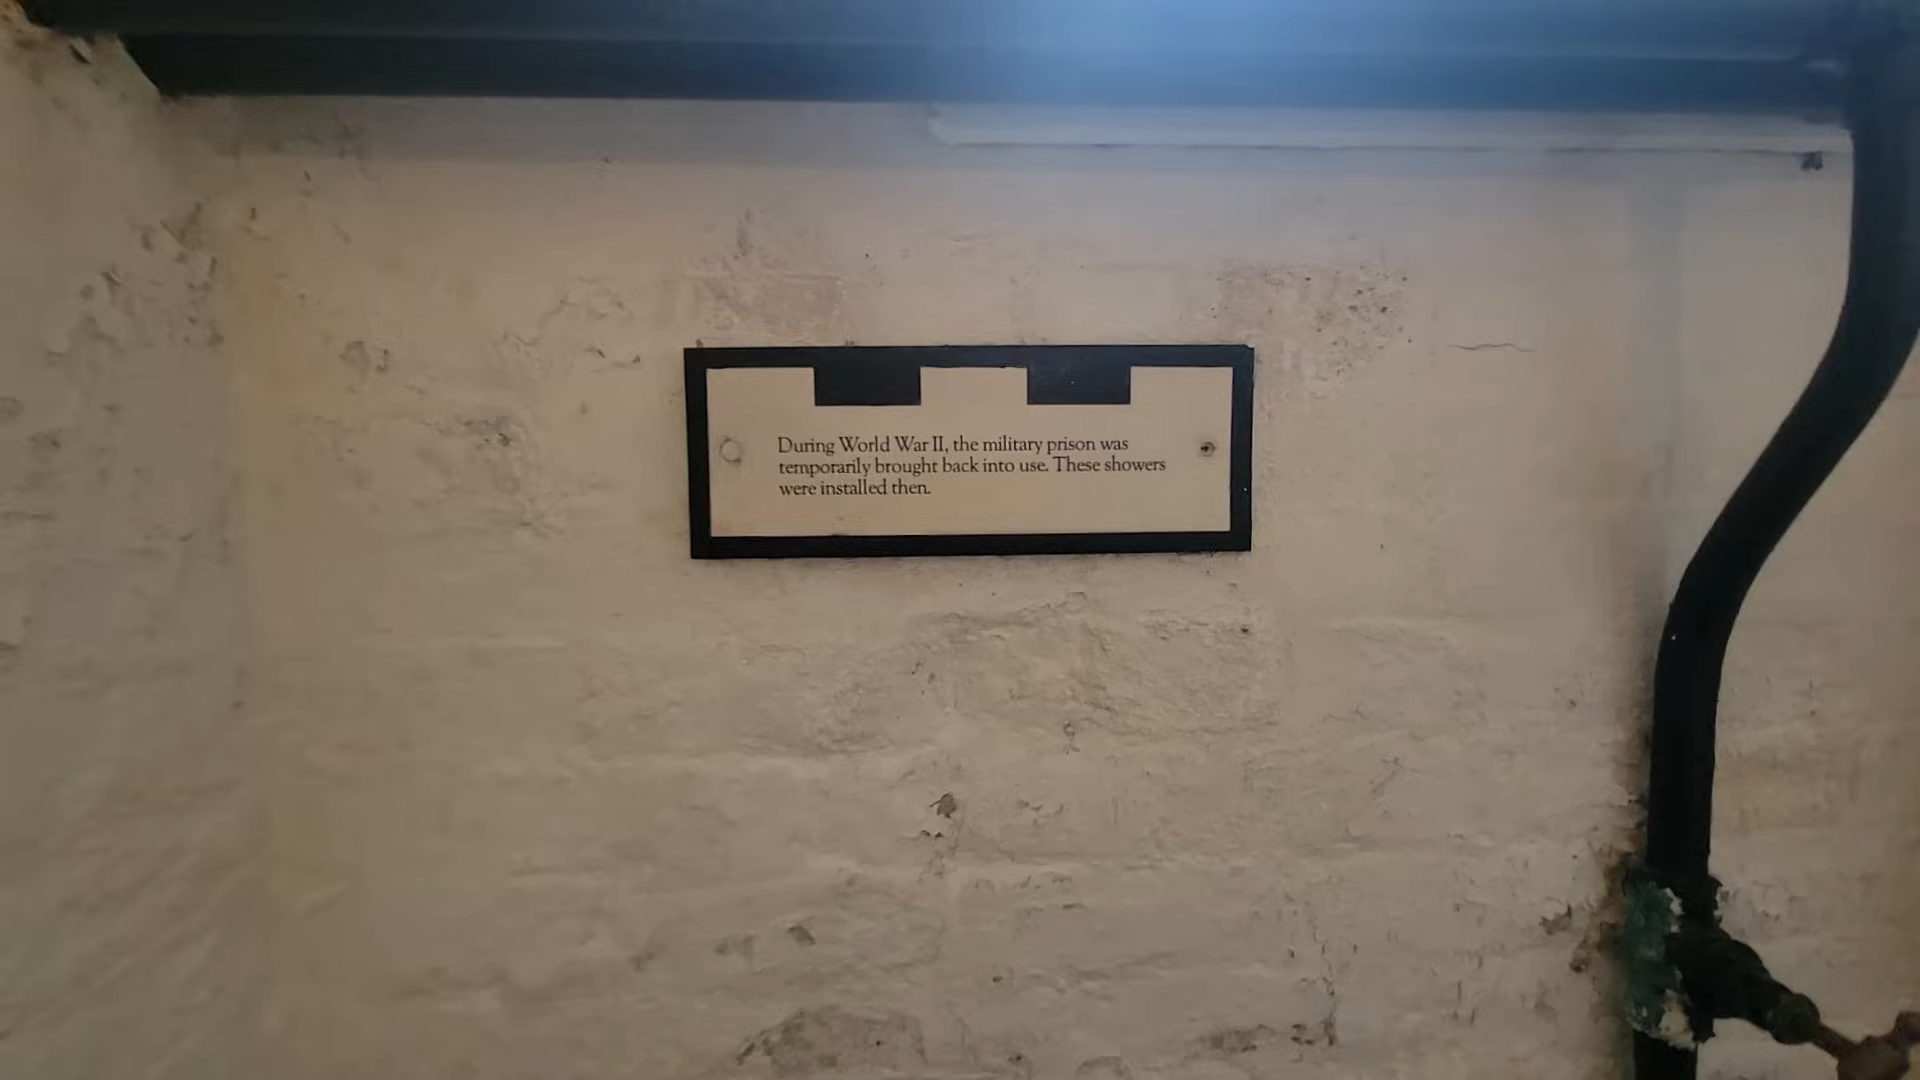 During World War II, the military prison was
temporarily brought back into use. These showers
were installed then.